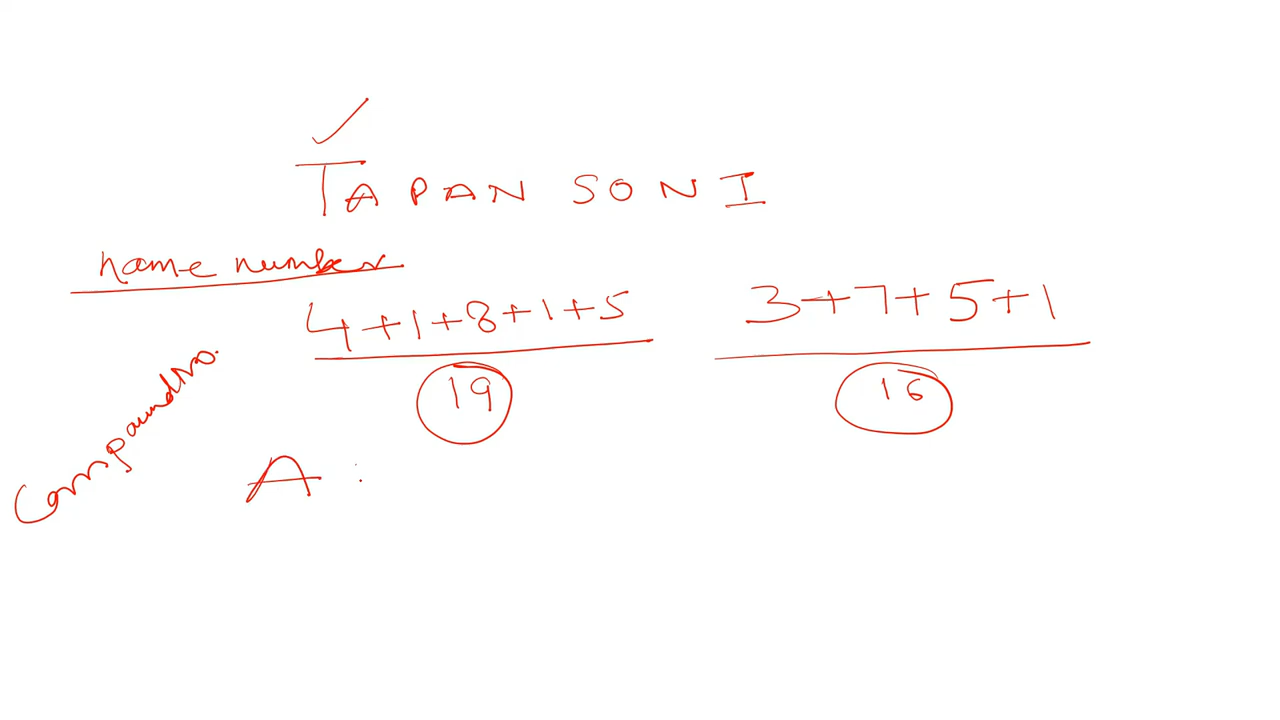 TAPAN SONI
name number
4+1+8+1+5 3+7+5+1
19 16
Compound No.
A :